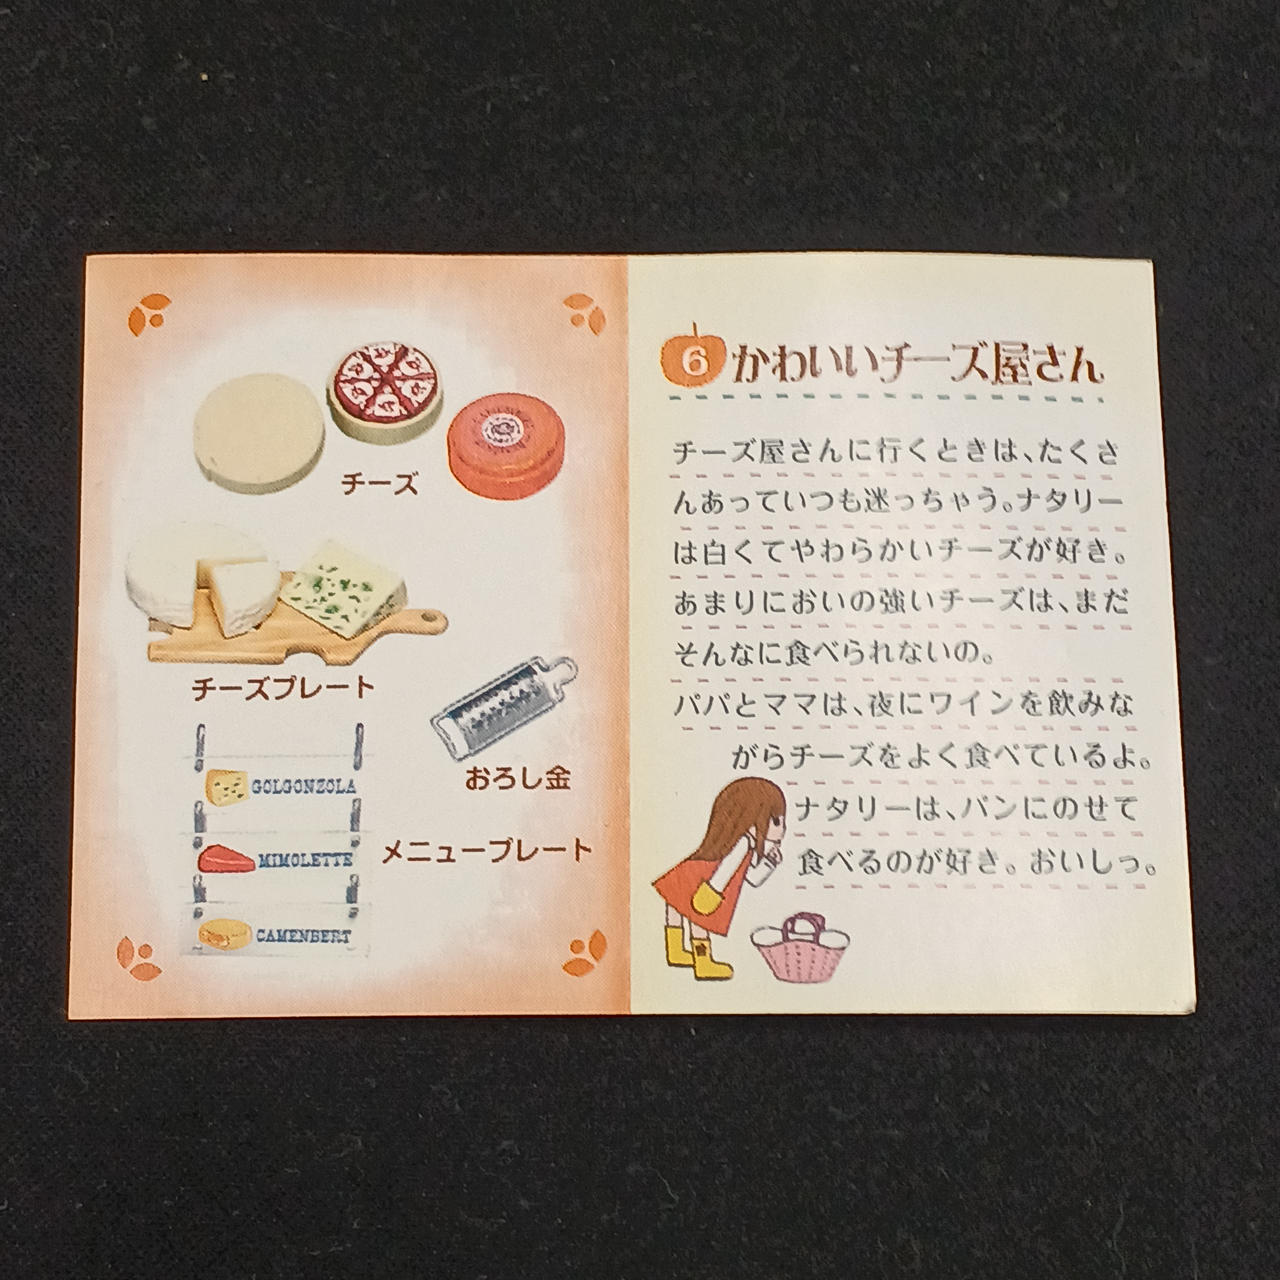 チーズ
チーズプレート
おろし金
GOLGONZOLA
MIMOLETTE
CAMENBERT
メニュープレート
6 かわいいチーズ屋さん
チーズ屋さんに行くときは、たくさ
んあっていつも迷っちゃう。ナタリー
は白くてやわらかいチーズが好き。
あまりにおいの強いチーズは、まだ
そんなに食べられないの。
パパとママは、夜にワインを飲みな
がらチーズをよく食べているよ。
ナタリーは、パンにのせて
食べるのが好き。おいしっ。